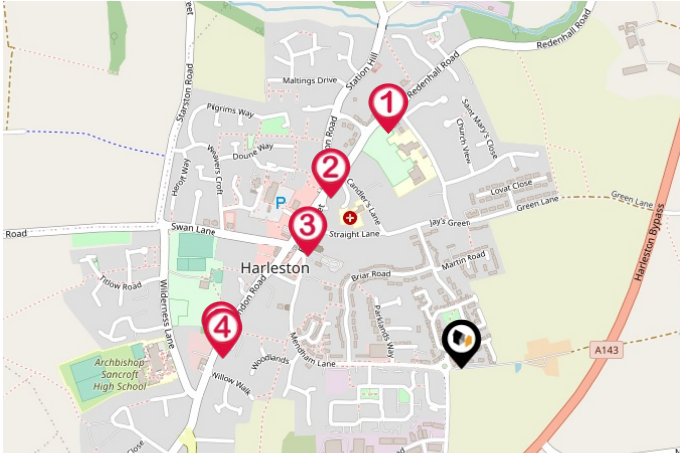 Maltings Drive
Station Hill
Redenhall Road
Redenhall Road
Starston Road
1
Pilgrims Way
Saint Mary's Close
Church View
Doune Way
Weavers Croft
Herolt Way
2
Candler's Lane
Lovat Close
Green Lane
Green Lane
P
Jay's Green
Straight Lane
Swan Lane
Road
3
Harleston
Martin Road
Briar Road
Harleston Bypass
Titlow Road
Wilderness Lane
4
Mendham Lane
Parklands Way
Woodlands
A143
Archbishop
Sancroft
High School
Willow Walk
Close